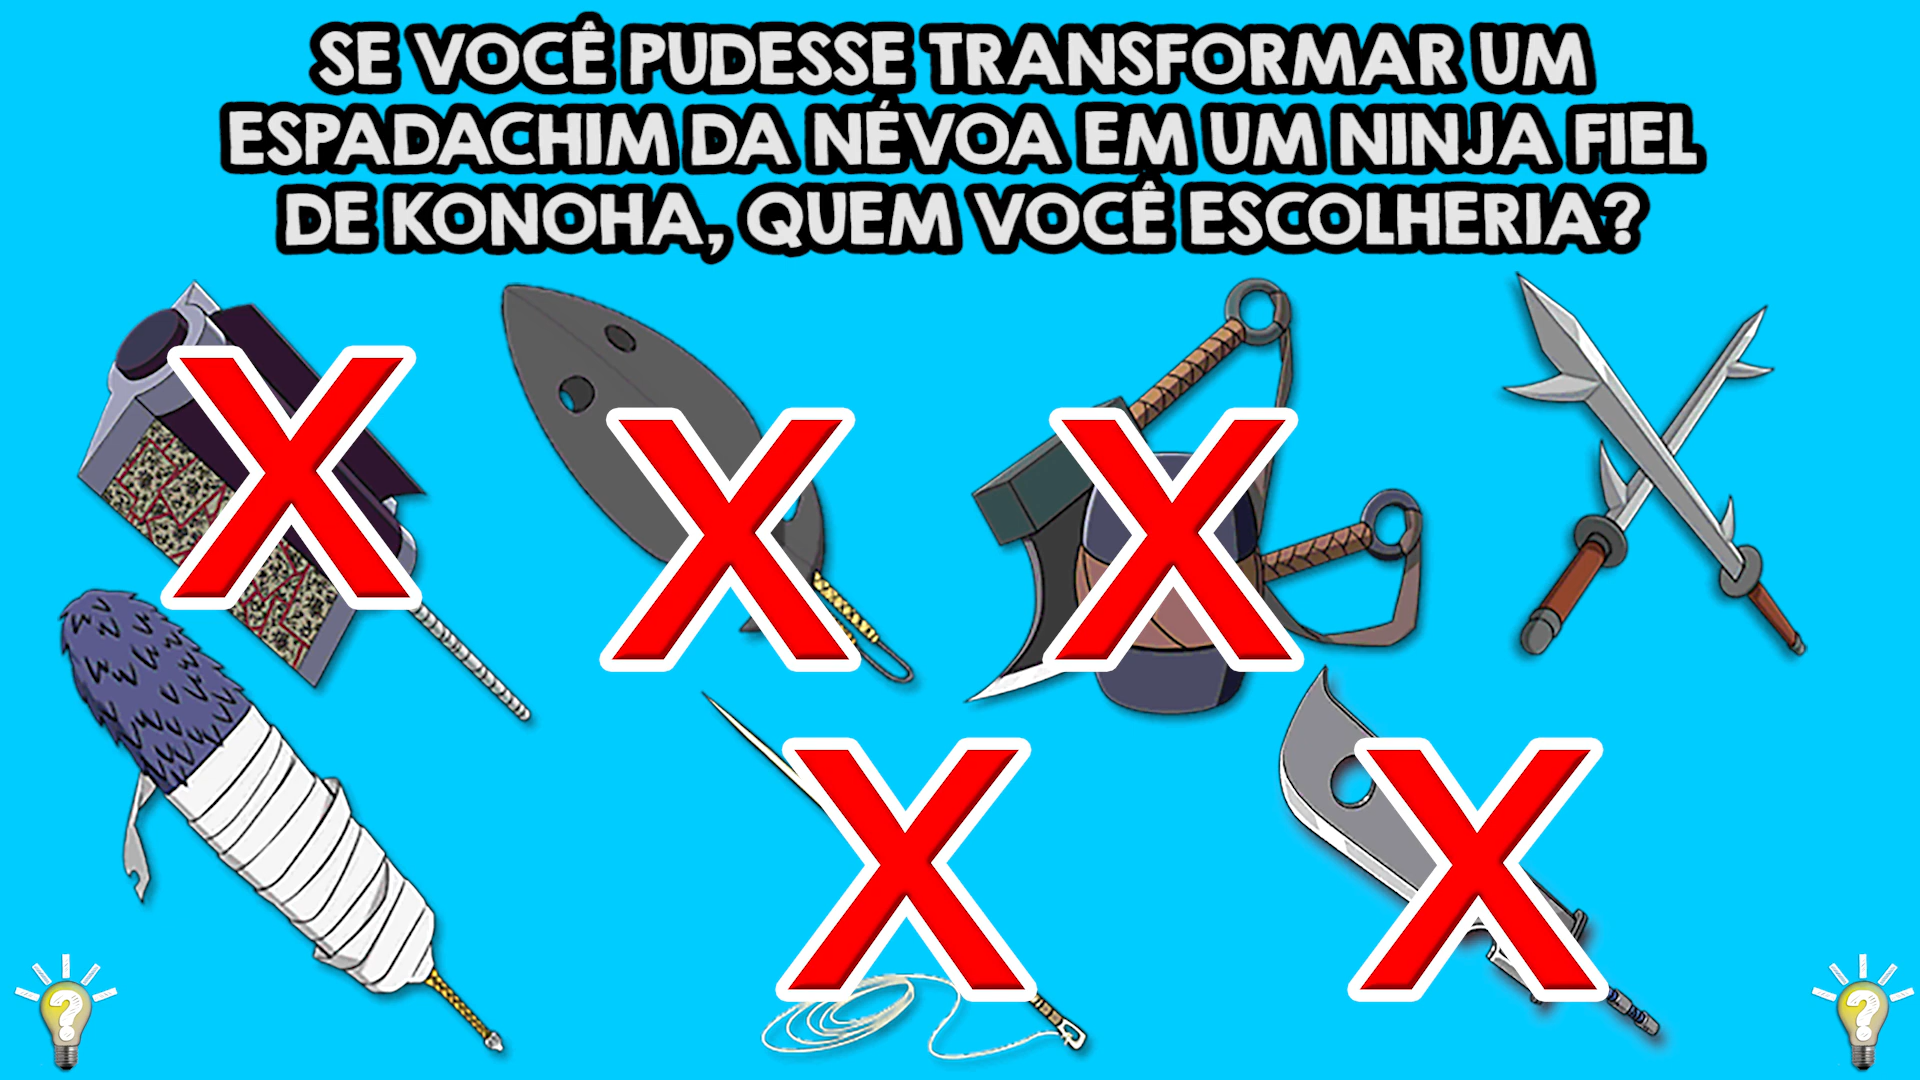 SE VOCÊ PUDESSE TRANSFORMAR UM
ESPADACHIM DA NÉVOA EM UM NINJA FIEL
DE KONOHA, QUEM VOCÊ ESCOLHERIA?
X
X
X
X
X
?
?